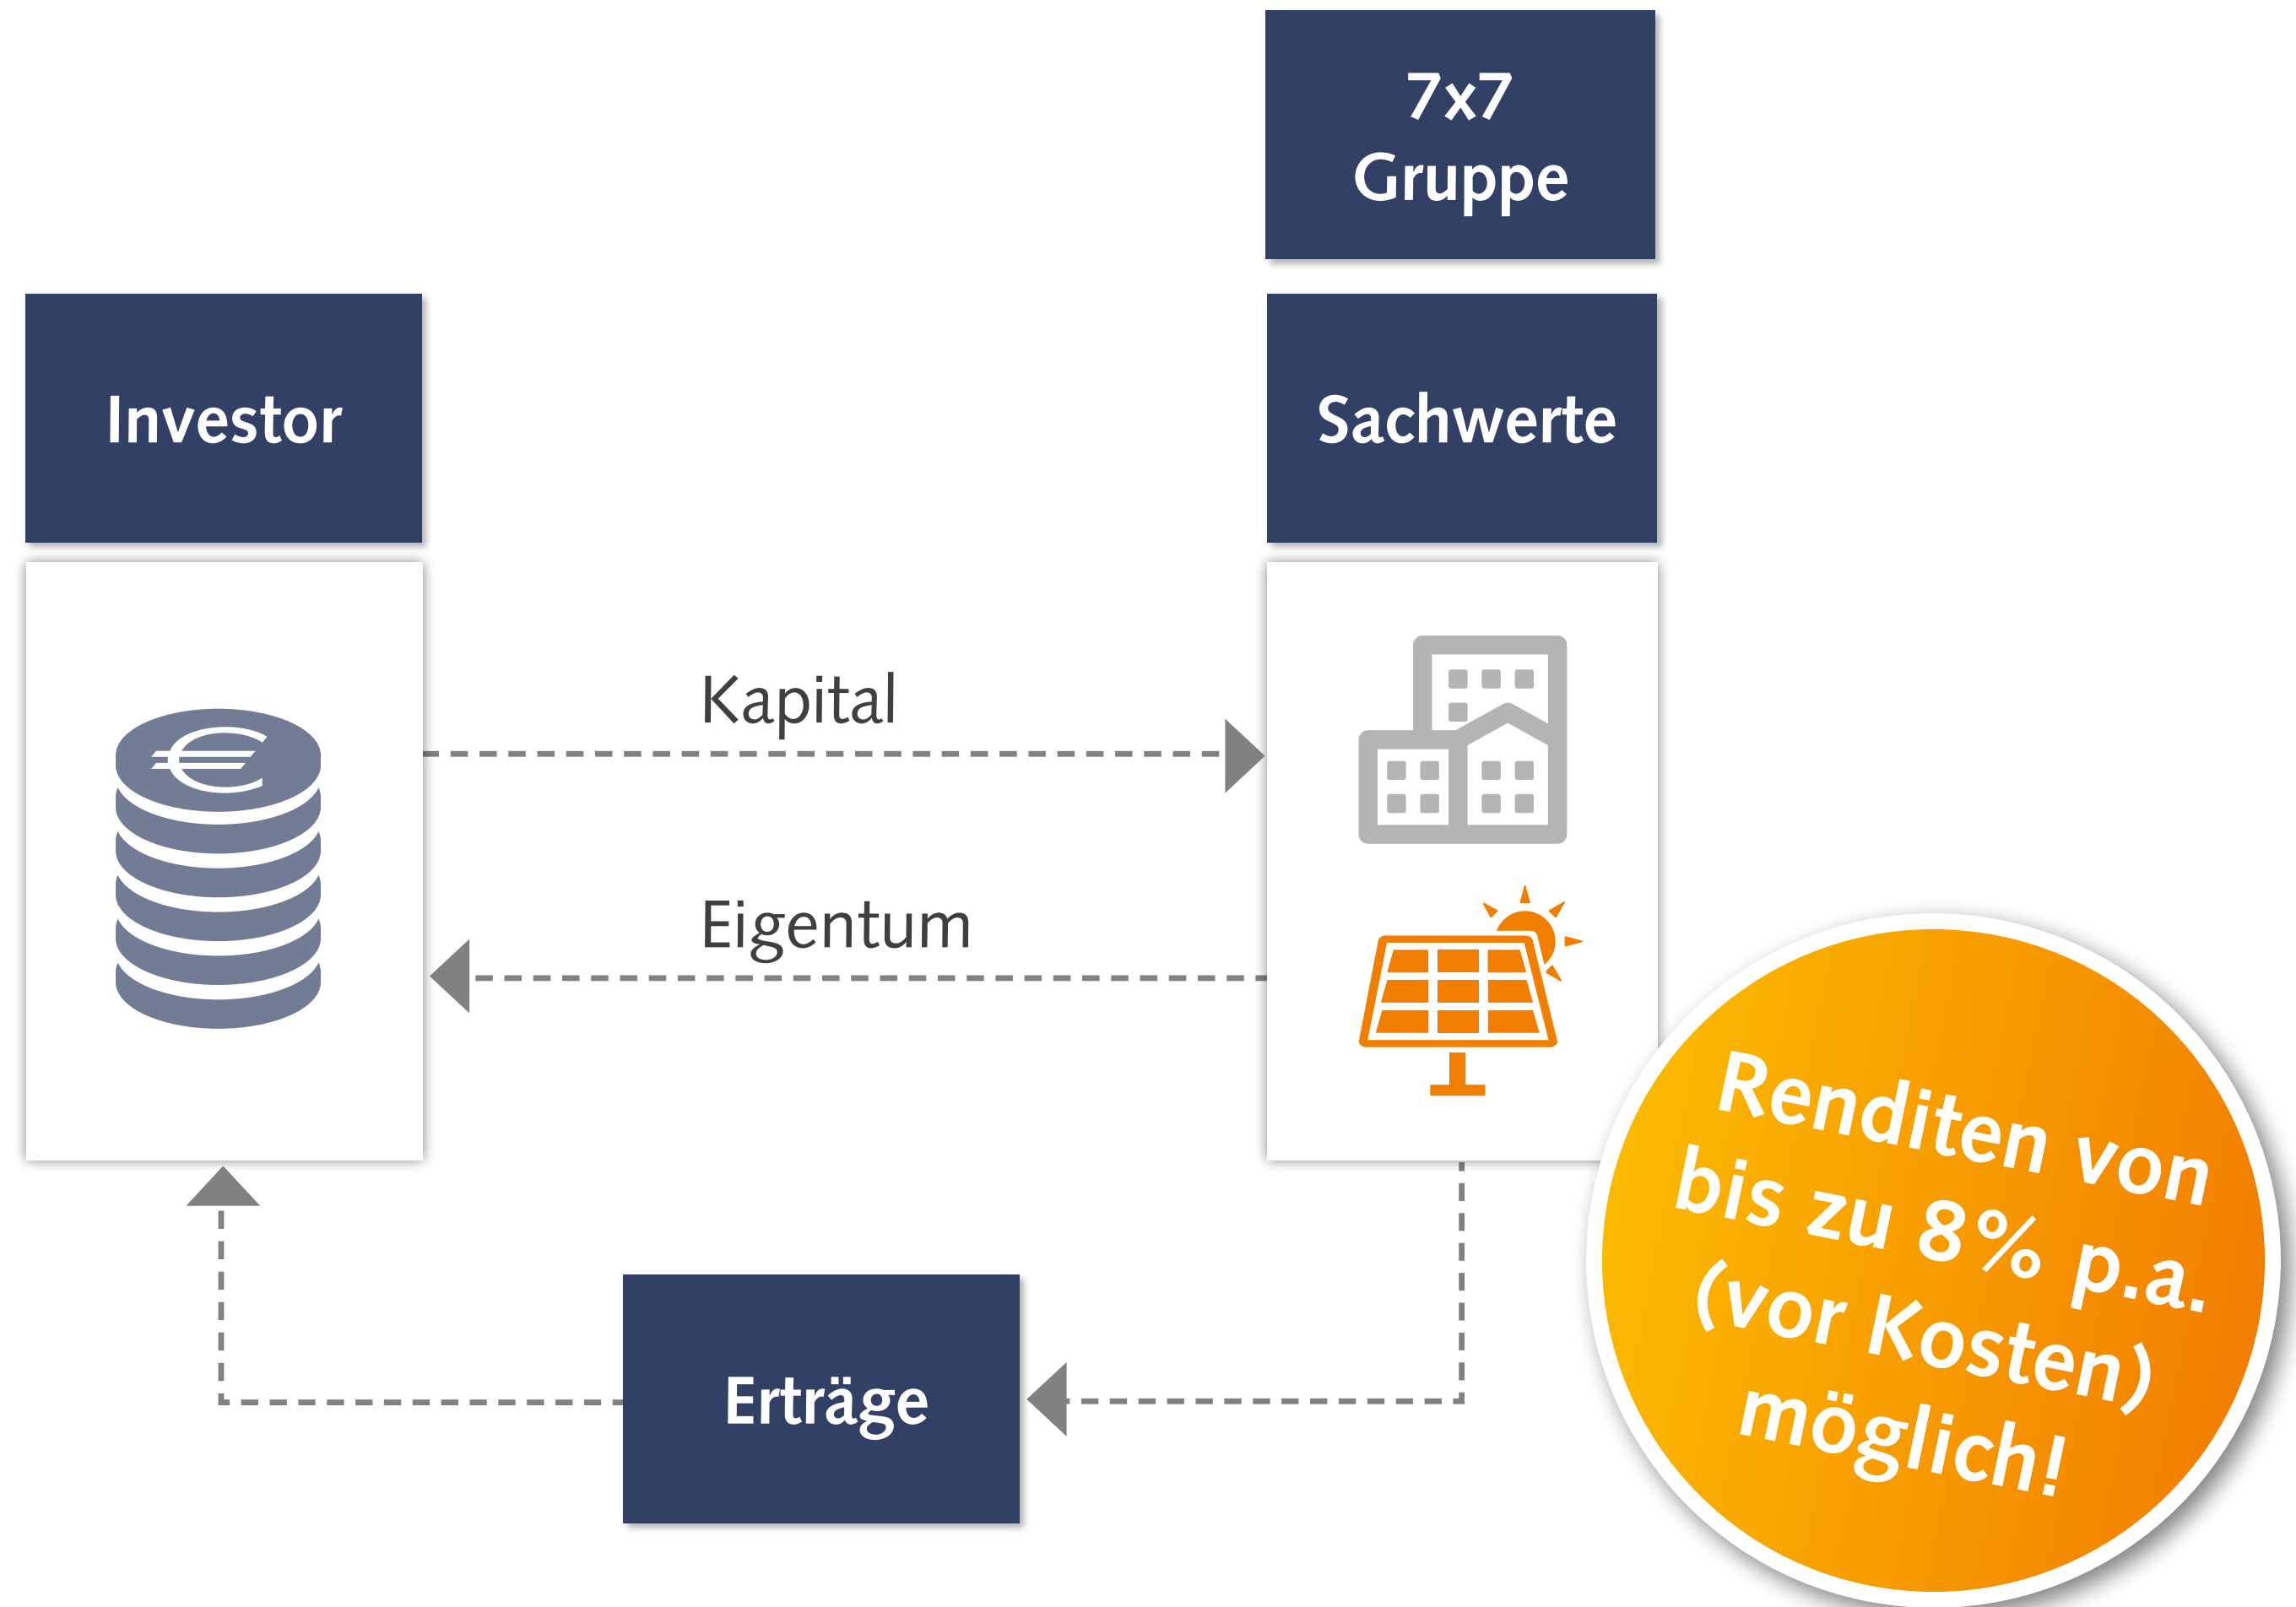 7x7
Gruppe
Investor
Sachwerte
Kapital
€
Eigentum
Renditen von
bis zu 8% p.a.
(vor Kosten)
möglich!
Erträge